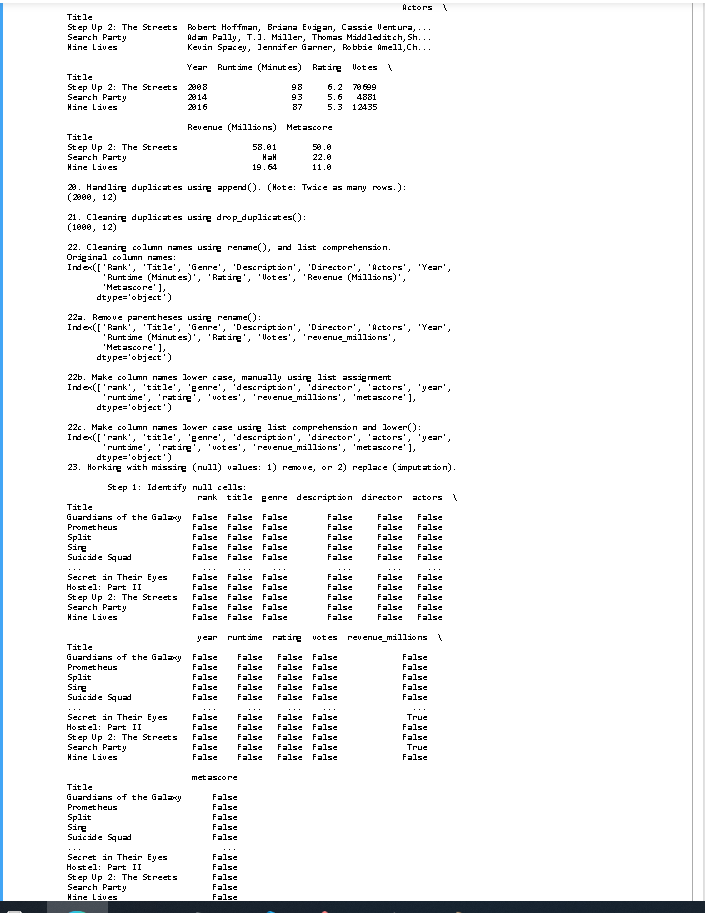 Actors  \
Title
Step Up 2: The Streets  Robert Hoffman, Briana Evigan, Cassie Ventura,...
Search Party            Adam Pally, T.J. Miller, Thomas Middleditch,Sh...
Nine Lives              Kevin Spacey, Jennifer Garner, Robbie Amell,Ch...
Year  Runtime (Minutes)  Rating  Votes  \
Title
Step Up 2: The Streets  2008                 98     6.2  70699
Search Party            2014                 93     5.6   4881
Nine Lives              2016                 87     5.3  12435
Revenue (Millions)  Metascore
Title
Step Up 2: The Streets               58.01       50.0
Search Party                           NaN       22.0
Nine Lives                           19.64       11.0
20. Handling duplicates using append(). (Note: Twice as many rows.):
(2000, 12)
21. Cleaning duplicates using drop_duplicates():
(1000, 12)
22. Cleaning column names using rename(), and list comprehension.
Original column names:
Index(['Rank', 'Title', 'Genre', 'Description', 'Director', 'Actors', 'Year',
'Runtime (Minutes)', 'Rating', 'Votes', 'Revenue (Millions)',
'Metascore'],
dtype='object')
22a. Remove parentheses using rename():
Index(['Rank', 'Title', 'Genre', 'Description', 'Director', 'Actors', 'Year',
'Runtime (Minutes)', 'Rating', 'Votes', 'revenue_millions',
'Metascore'],
dtype='object')
22b. Make column names lower case, manually using list assignment
Index(['rank', 'title', 'genre', 'description', 'director', 'actors', 'year',
'runtime', 'rating', 'votes', 'revenue_millions', 'metascore'],
dtype='object')
22c. Make column names lower case using list comprehension and lower():
Index(['rank', 'title', 'genre', 'description', 'director', 'actors', 'year',
'runtime', 'rating', 'votes', 'revenue_millions', 'metascore'],
dtype='object')
23. Working with missing (null) values: 1) remove, or 2) replace (imputation).
Step 1: Identify null cells:
rank  title  genre  description  director  actors  \
Title
Guardians of the Galaxy  False  False  False        False     False   False
Prometheus               False  False  False        False     False   False
Split                    False  False  False        False     False   False
Sing                     False  False  False        False     False   False
Suicide Squad            False  False  False        False     False   False
...                        ...    ...    ...          ...       ...     ...
Secret in Their Eyes     False  False  False        False     False   False
Hostel: Part II          False  False  False        False     False   False
Step Up 2: The Streets   False  False  False        False     False   False
Search Party             False  False  False        False     False   False
Nine Lives               False  False  False        False     False   False
year  runtime  rating  votes  revenue_millions  \
Title
Guardians of the Galaxy  False    False   False  False             False
Prometheus               False    False   False  False             False
Split                    False    False   False  False             False
Sing                     False    False   False  False             False
Suicide Squad            False    False   False  False             False
...                        ...      ...     ...    ...               ...
Secret in Their Eyes     False    False   False  False              True
Hostel: Part II          False    False   False  False             False
Step Up 2: The Streets   False    False   False  False             False
Search Party             False    False   False  False              True
Nine Lives               False    False   False  False             False
metascore
Title
Guardians of the Galaxy      False
Prometheus                   False
Split                        False
Sing                         False
Suicide Squad                False
...                            ...
Secret in Their Eyes         False
Hostel: Part II              False
Step Up 2: The Streets       False
Search Party                 False
Nine Lives                   False